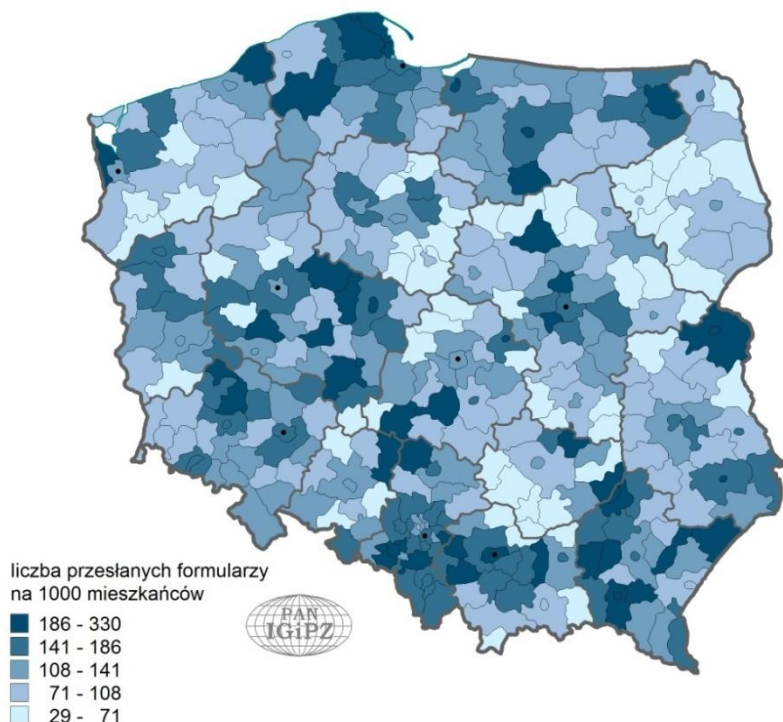 liczba przesłanych formularzy
na 1000 mieszkańców
186 - 330
141 - 186
108 - 141
71 - 108
29 - 71
PAN
IGiPZ